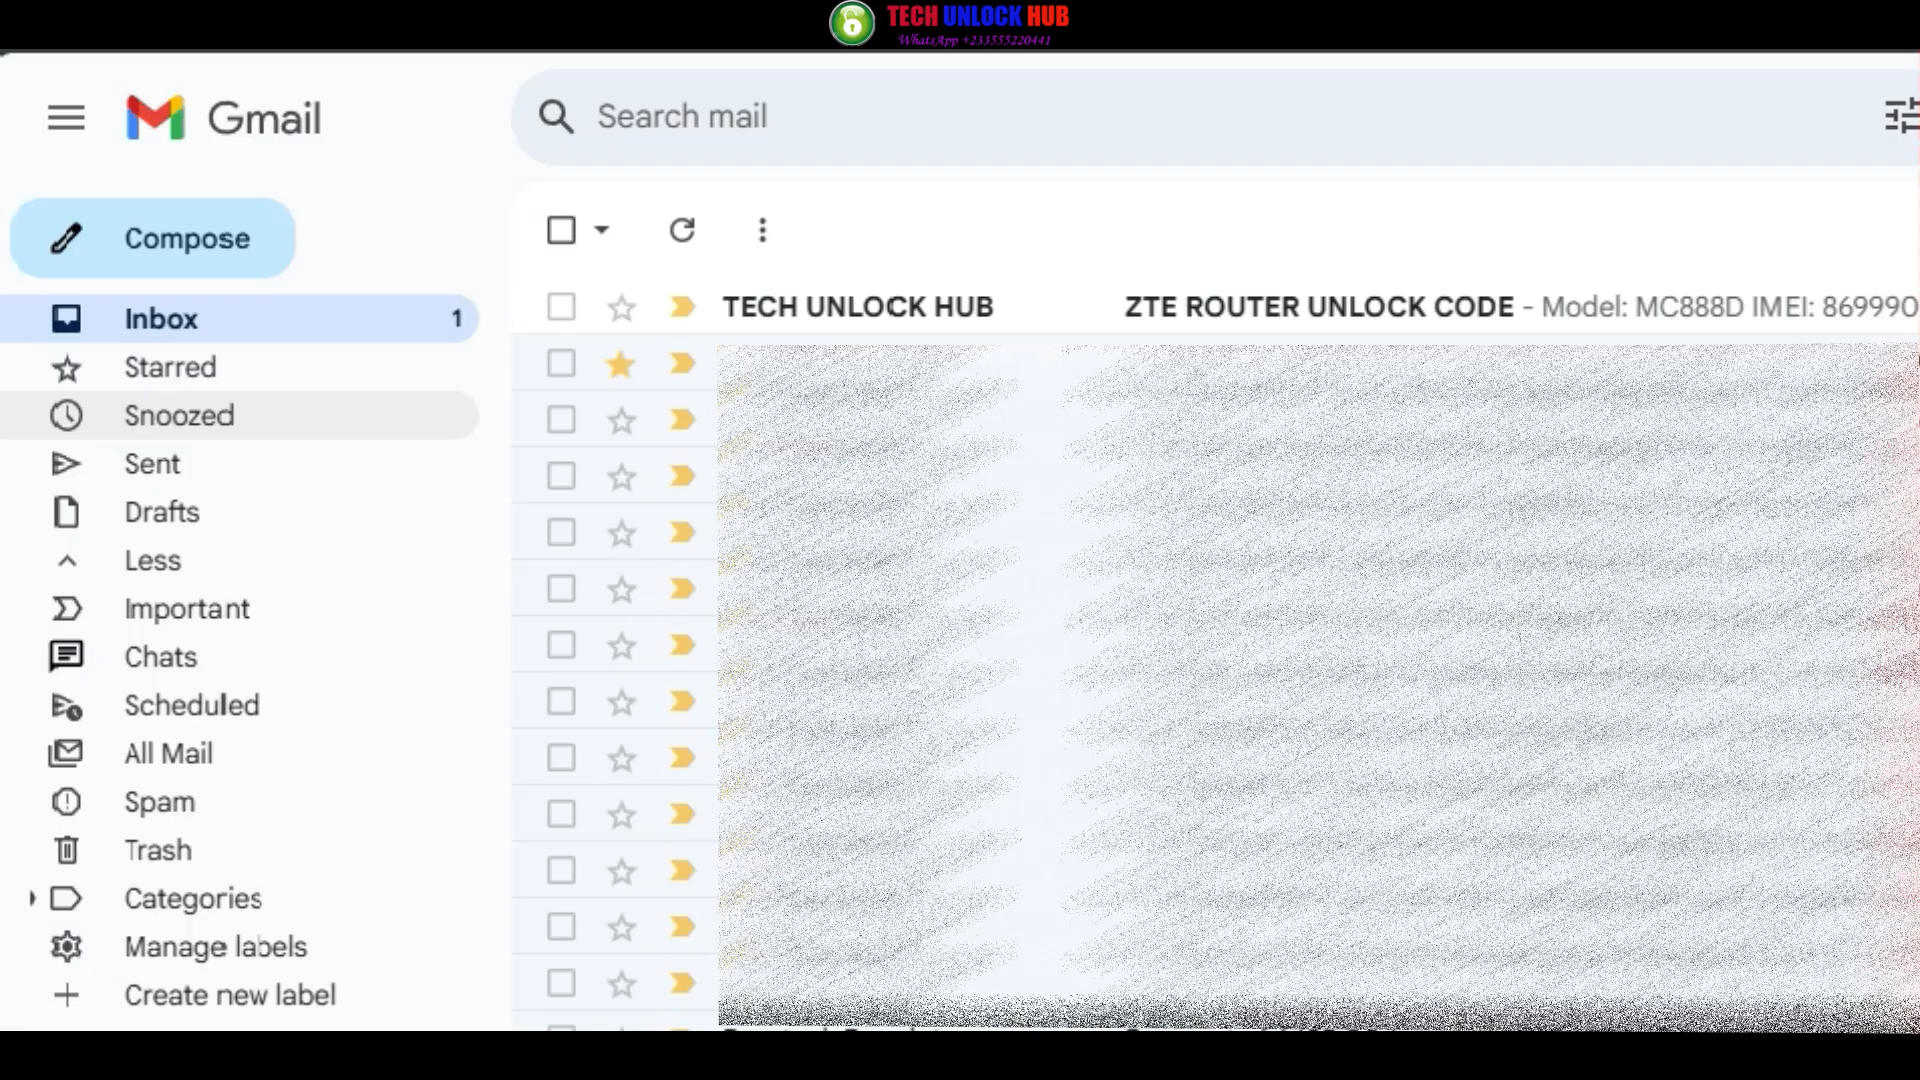 TECH UNLOCK HUB
WhatsApp +233555220441
Gmail
Search mail
Compose
Inbox 1
Starred
Snoozed
Sent
Drafts
Less
Important
Chats
Scheduled
All Mail
Spam
Trash
Categories
Manage labels
Create new label
TECH UNLOCK HUB ZTE ROUTER UNLOCK CODE - Model: MC888D IMEI: 869990